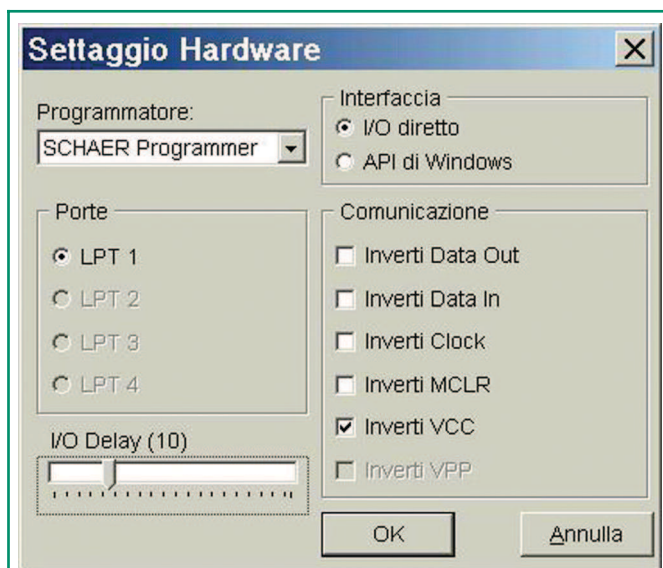 Settaggio Hardware
Programmatore:
SCHAER Programmer
Interfaccia
I/O diretto
API di Windows
Porte
LPT 1
LPT 2
LPT 3
LPT 4
I/O Delay (10)
Comunicazione
Inverti Data Out
Inverti Data In
Inverti Clock
Inverti MCLR
Inverti VCC
Inverti VPP
OK
Annulla